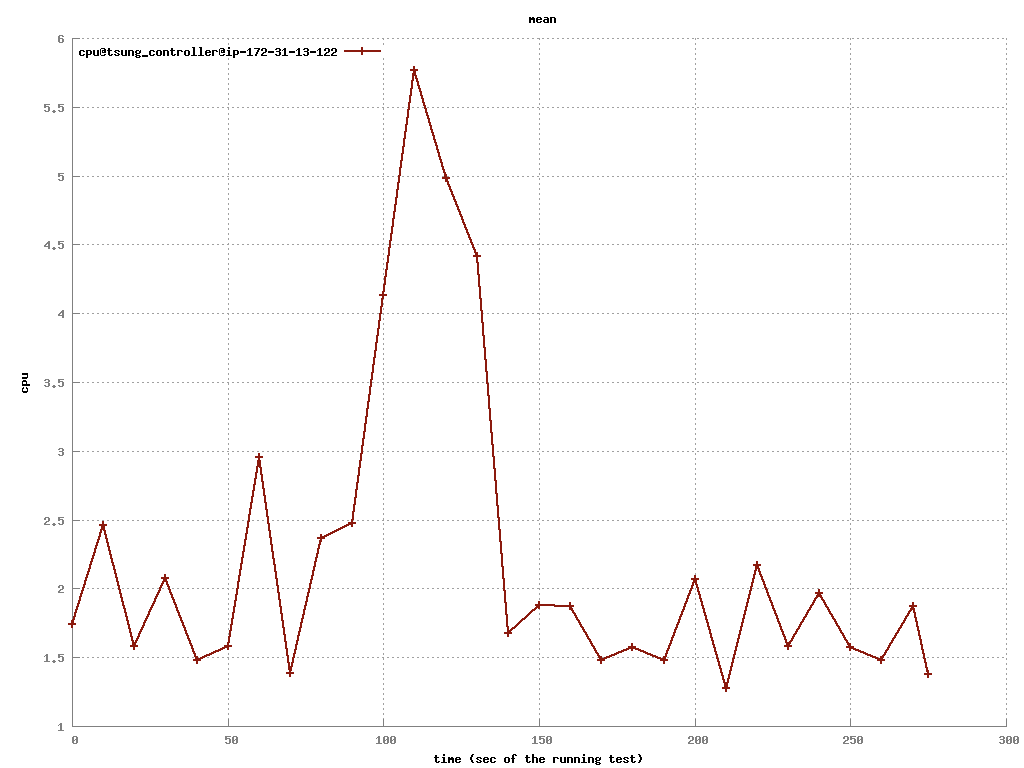 mean
6
cpu@tsung_controller@ip-172-31-13-122
5.5
5
4.5
4
3.5
cpu
3
2.5
2
1.5
1
0 50 100 150 200 250 300
time (sec of the running test)